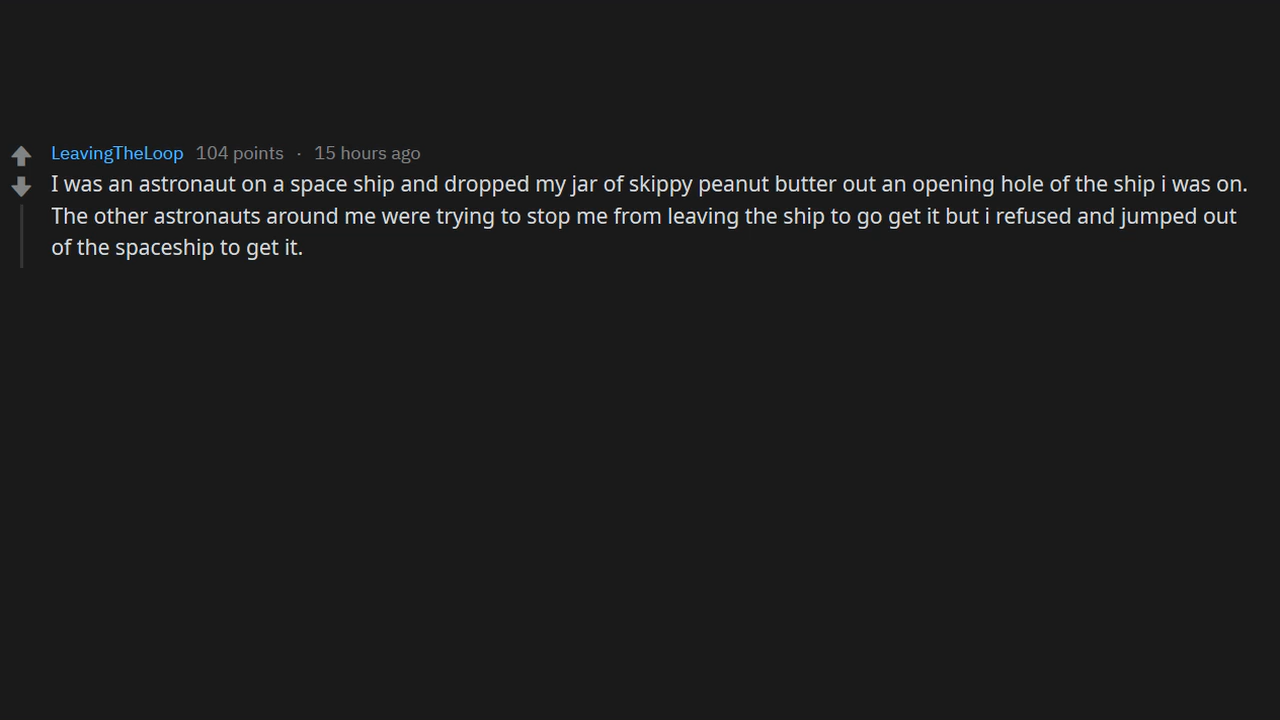 LeavingTheLoop 104 points · 15 hours ago
I was an astronaut on a space ship and dropped my jar of skippy peanut butter out an opening hole of the ship i was on.
The other astronauts around me were trying to stop me from leaving the ship to go get it but i refused and jumped out
of the spaceship to get it.